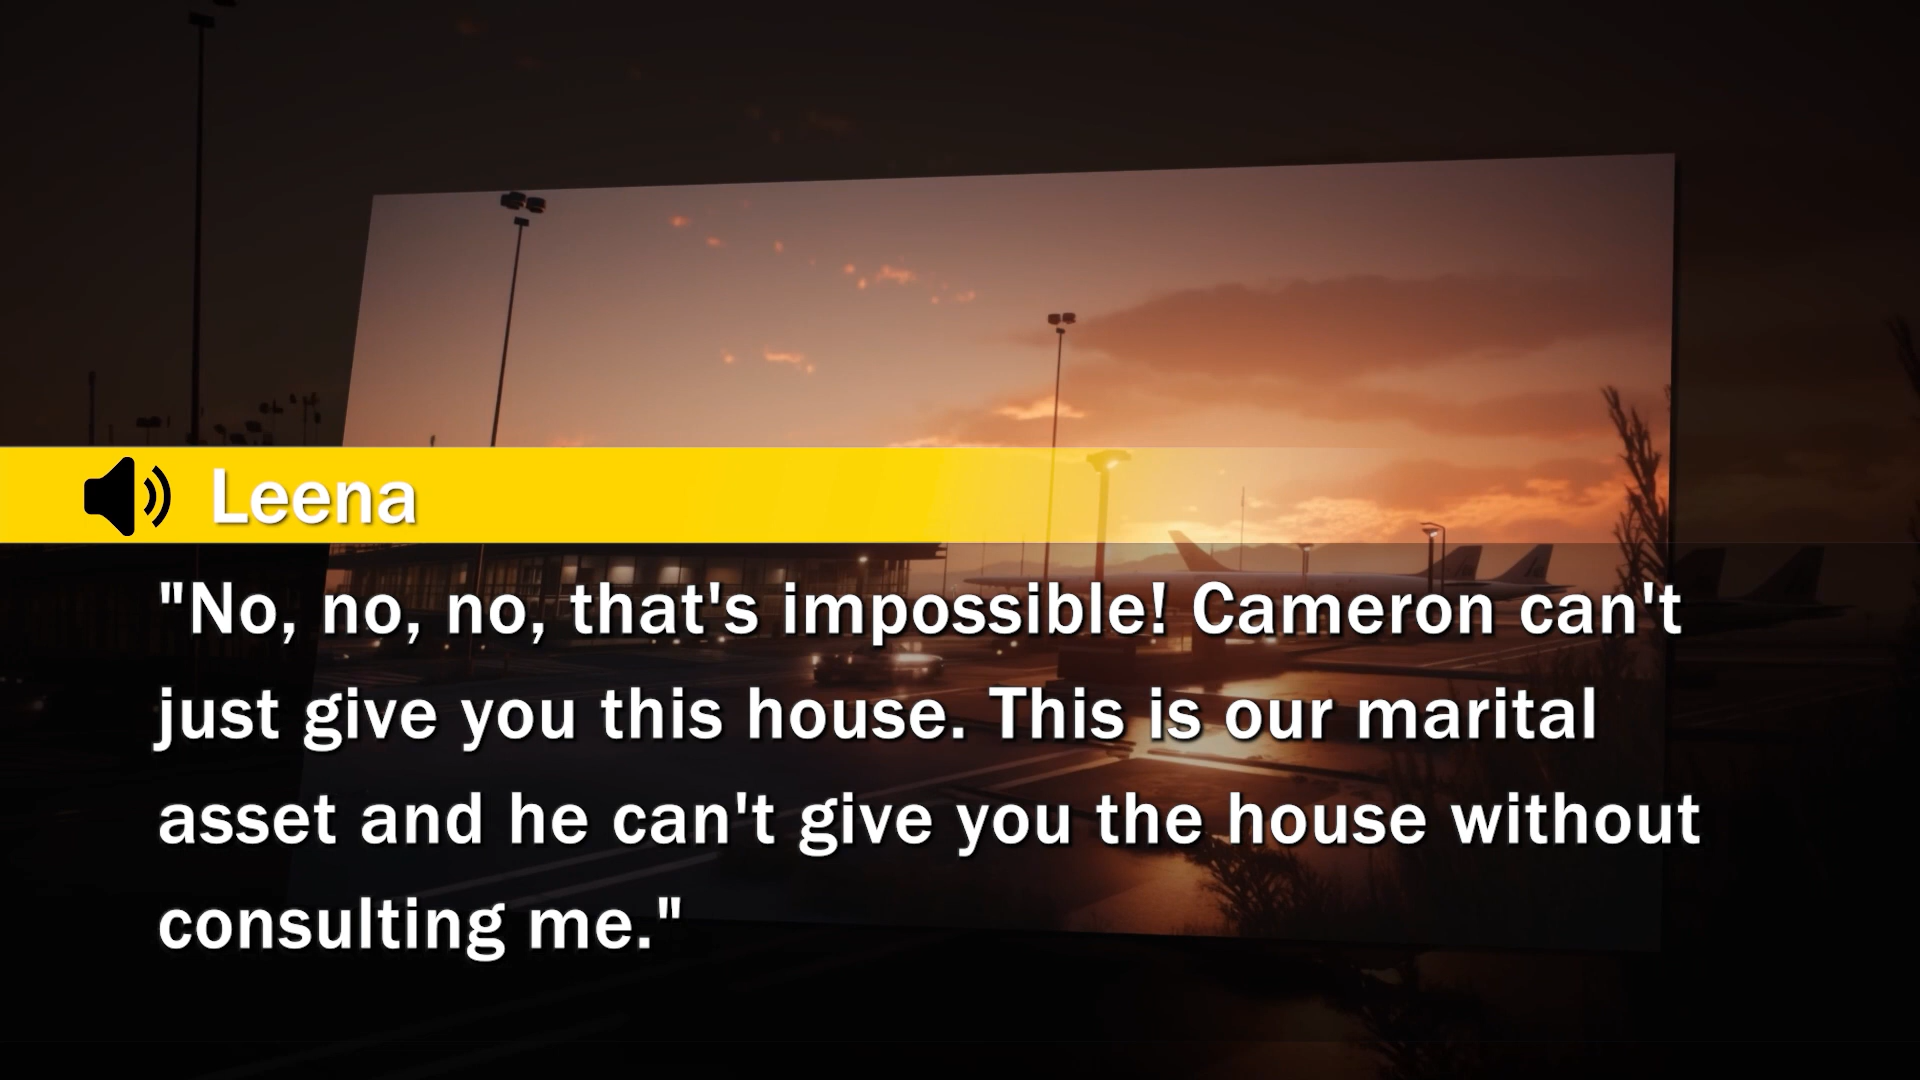 Leena
"No, no, no, that's impossible! Cameron can't
just give you this house. This is our marital
asset and he can't give you the house without
consulting me."